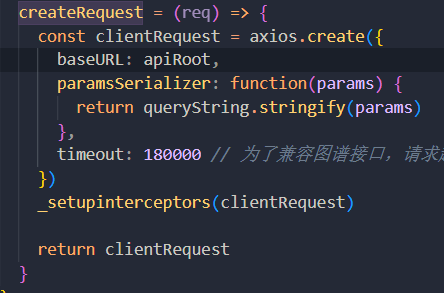 createRequest = (req) => {
const clientRequest = axios.create({
baseURL: apiRoot,
paramsSerializer: function(params) {
return queryString.stringify(params)
},
timeout: 180000 // 为了兼容图谱接口，请求
})
_setupinterceptors(clientRequest)
return clientRequest
}